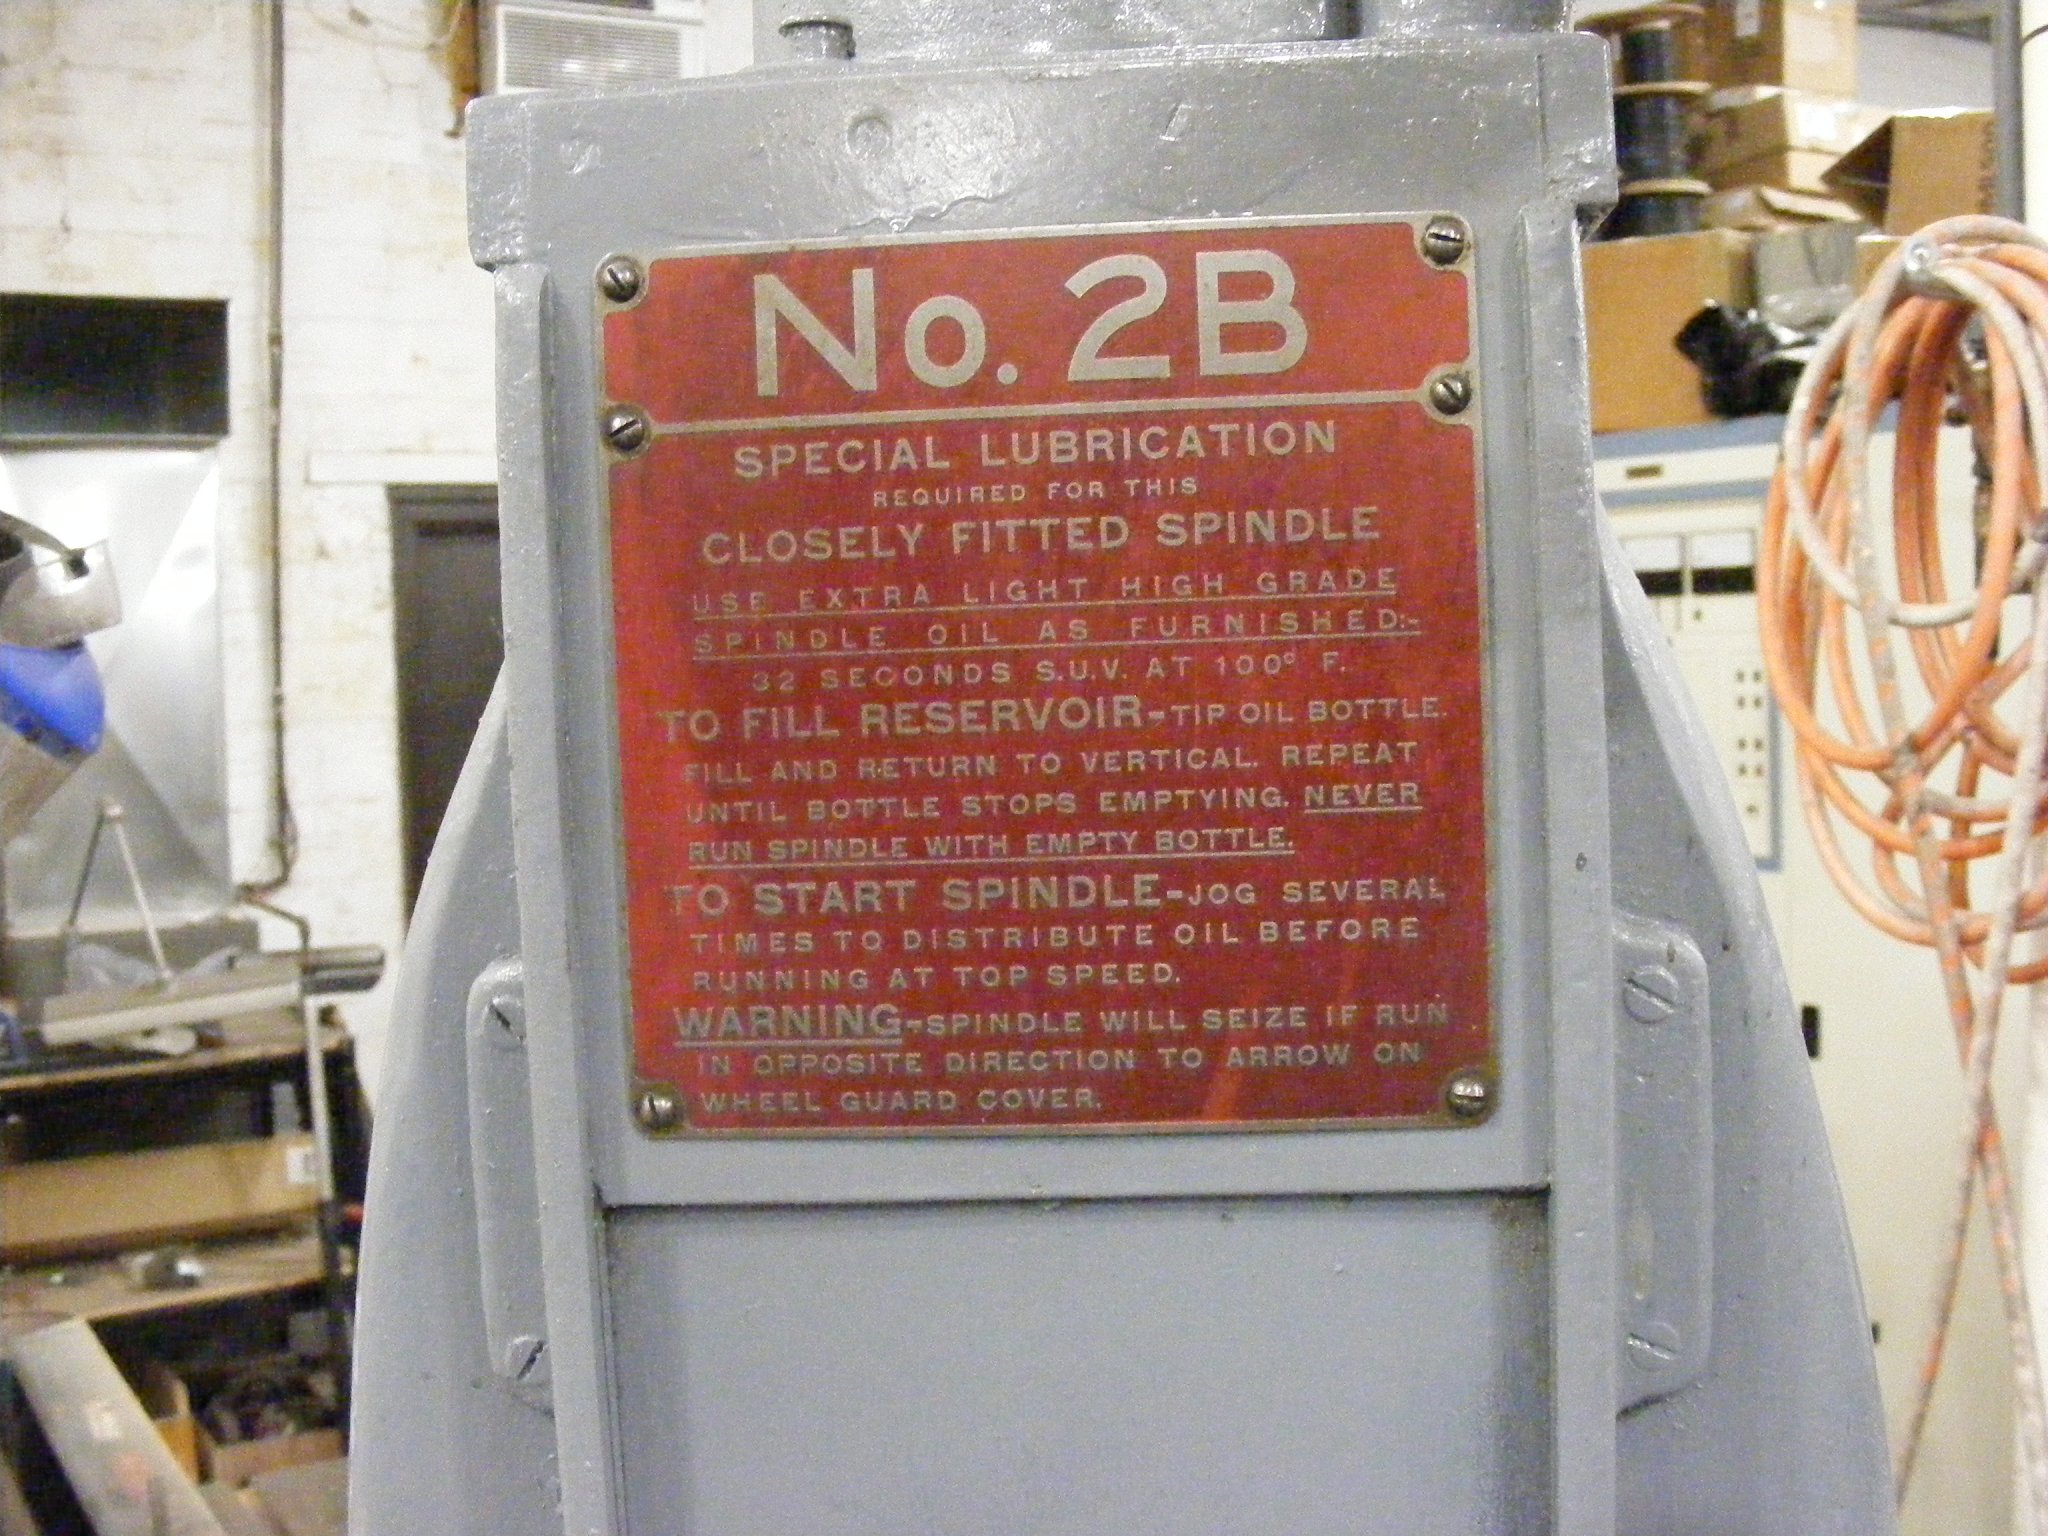 No. 2B
SPECIAL LUBRICATION
REQUIRED FOR THIS
CLOSELY FITTED SPINDLE
USE EXTRA LIGHT HIGH GRADE
SPINDLE OIL AS FURNISHED:-
32 SECONDS S.U.V. AT 100° F.
TO FILL RESERVOIR-TIP OIL BOTTLE.
FILL AND RETURN TO VERTICAL. REPEAT
UNTIL BOTTLE STOPS EMPTYING. NEVER
RUN SPINDLE WITH EMPTY BOTTLE.
TO START SPINDLE-JOG SEVERAL
TIMES TO DISTRIBUTE OIL BEFORE
RUNNING AT TOP SPEED.
WARNING-SPINDLE WILL SEIZE IF RUN
IN OPPOSITE DIRECTION TO ARROW ON
WHEEL GUARD COVER.